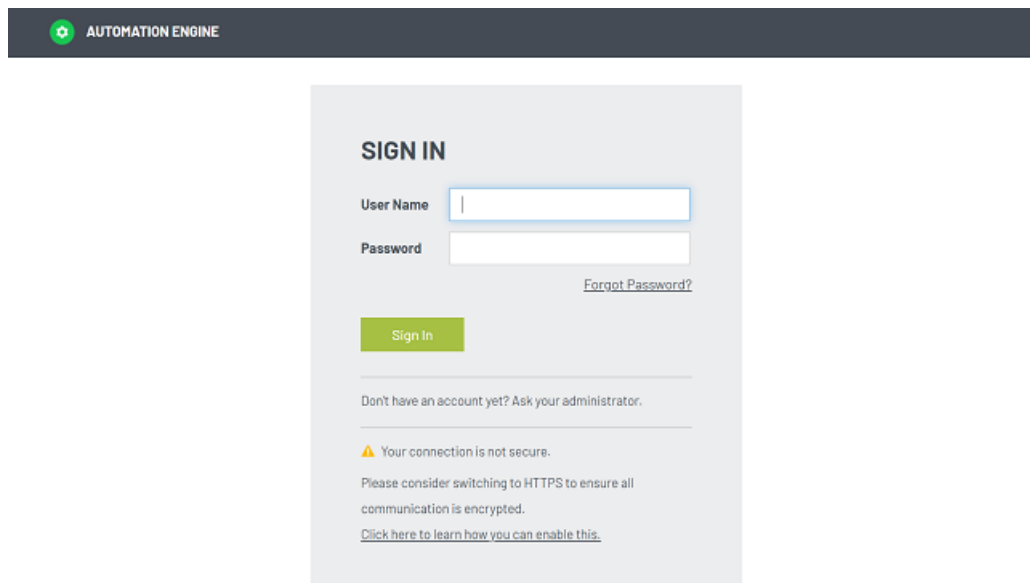 AUTOMATION ENGINE
SIGN IN
User Name
Password
Forgot Password?
Sign In
Don't have an account yet? Ask your administrator.
Your connection is not secure.
Please consider switching to HTTPS to ensure all
communication is encrypted.
Click here to learn how you can enable this.